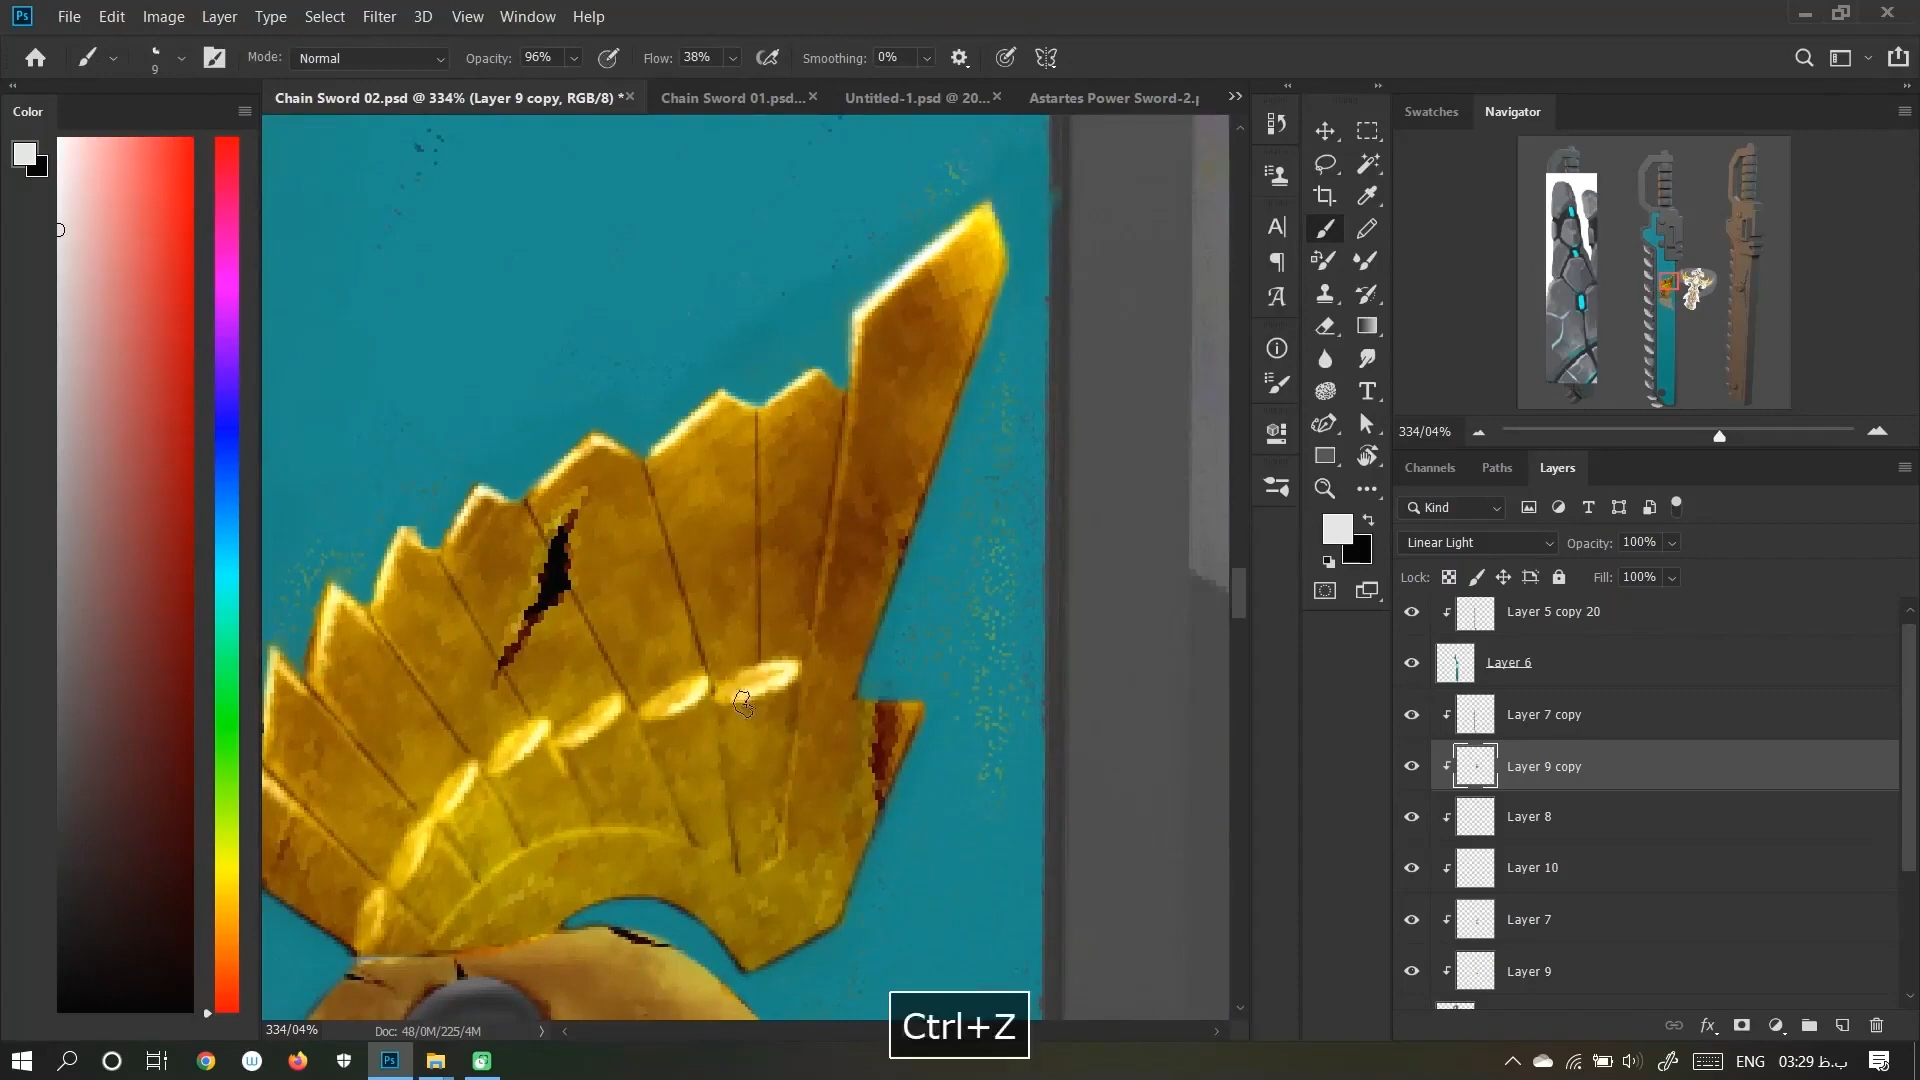 File Edit Image Layer Type Select Filter 3D View Window Help
9 Mode: Normal Opacity: 96% Flow: 38% Smoothing: 0%
Color
Chain Sword 02.psd @ 334% (Layer 9 copy, RGB/8) *
Chain Sword 01.psd...
Untitled-1.psd @ 20...
Astartes Power Sword-2.p
Swatches Navigator
334/04%
Channels Paths Layers
Kind
Linear Light Opacity: 100%
Lock: Fill: 100%
Layer 5 copy 20
Layer 6
Layer 7 copy
Layer 9 copy
Layer 8
Layer 10
Layer 7
Layer 9
fx
334/04% Doc: 48/0M/225/4M
Ctrl+Z
Ps
ENG 03:29 ب.ظ